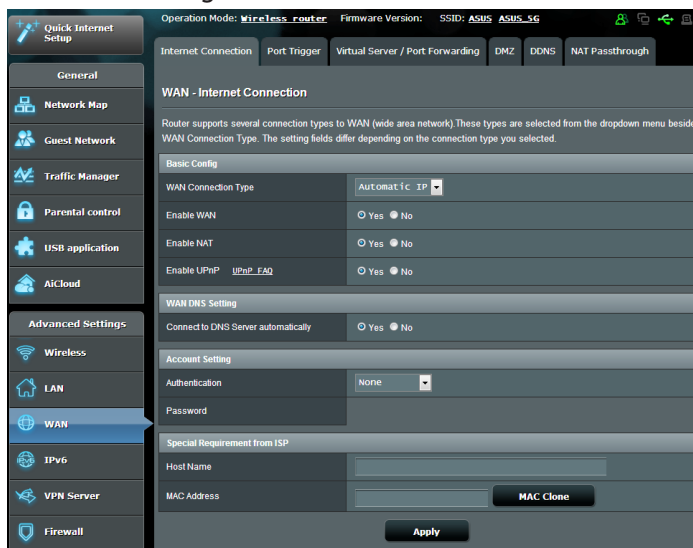 Operation Mode: Wireless router Firmware Version: SSID: ASUS ASUS_5G
Quick Internet
Setup
Internet Connection Port Trigger Virtual Server / Port Forwarding DMZ DDNS NAT Passthrough
General
Network Map
Guest Network
Traffic Manager
Parental control
USB application
AiCloud
Advanced Settings
Wireless
LAN
WAN
IPv6
VPN Server
Firewall
WAN - Internet Connection
Router supports several connection types to WAN (wide area network).These types are selected from the dropdown menu beside
WAN Connection Type. The setting fields differ depending on the connection type you selected.
Basic Config
WAN Connection Type Automatic IP
Enable WAN Yes No
Enable NAT Yes No
Enable UPnP UPnP FAQ Yes No
WAN DNS Setting
Connect to DNS Server automatically Yes No
Account Setting
Authentication None
Password
Special Requirement from ISP
Host Name
MAC Address MAC Clone
Apply